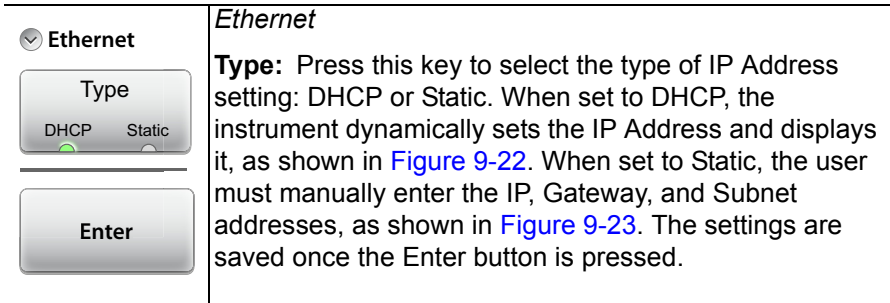 Ethernet
Type
DHCP Static
Enter
Ethernet
Type: Press this key to select the type of IP Address
setting: DHCP or Static. When set to DHCP, the
instrument dynamically sets the IP Address and displays
it, as shown in Figure 9-22. When set to Static, the user
must manually enter the IP, Gateway, and Subnet
addresses, as shown in Figure 9-23. The settings are
saved once the Enter button is pressed.